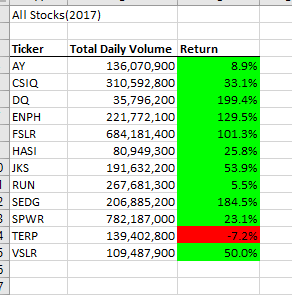 All Stocks(2017)
Ticker Total Daily Volume Return
AY 136,070,900 8.9%
CSIQ 310,592,800 33.1%
DQ 35,796,200 199.4%
ENPH 221,772,100 129.5%
FSLR 684,181,400 101.3%
HASI 80,949,300 25.8%
JKS 191,632,200 53.9%
RUN 267,681,300 5.5%
SEDG 206,885,200 184.5%
SPWR 782,187,000 23.1%
TERP 139,402,800 -7.2%
VSLR 109,487,900 50.0%